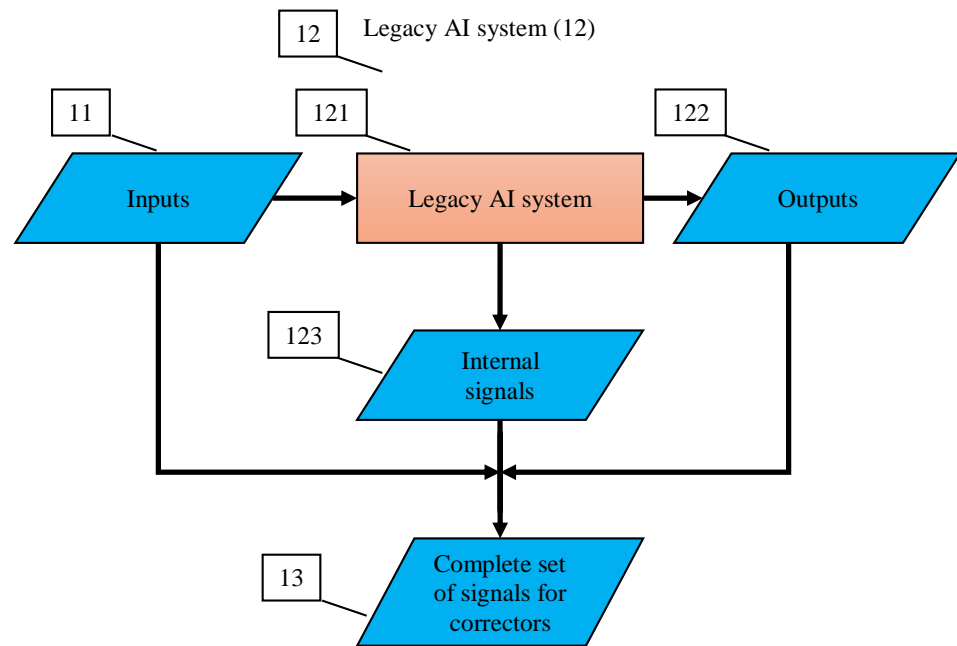 12
Legacy AI system (12)
11
121
122
Inputs
Legacy AI system
Outputs
123
Internal
signals
13
Complete set
of signals for
correctors